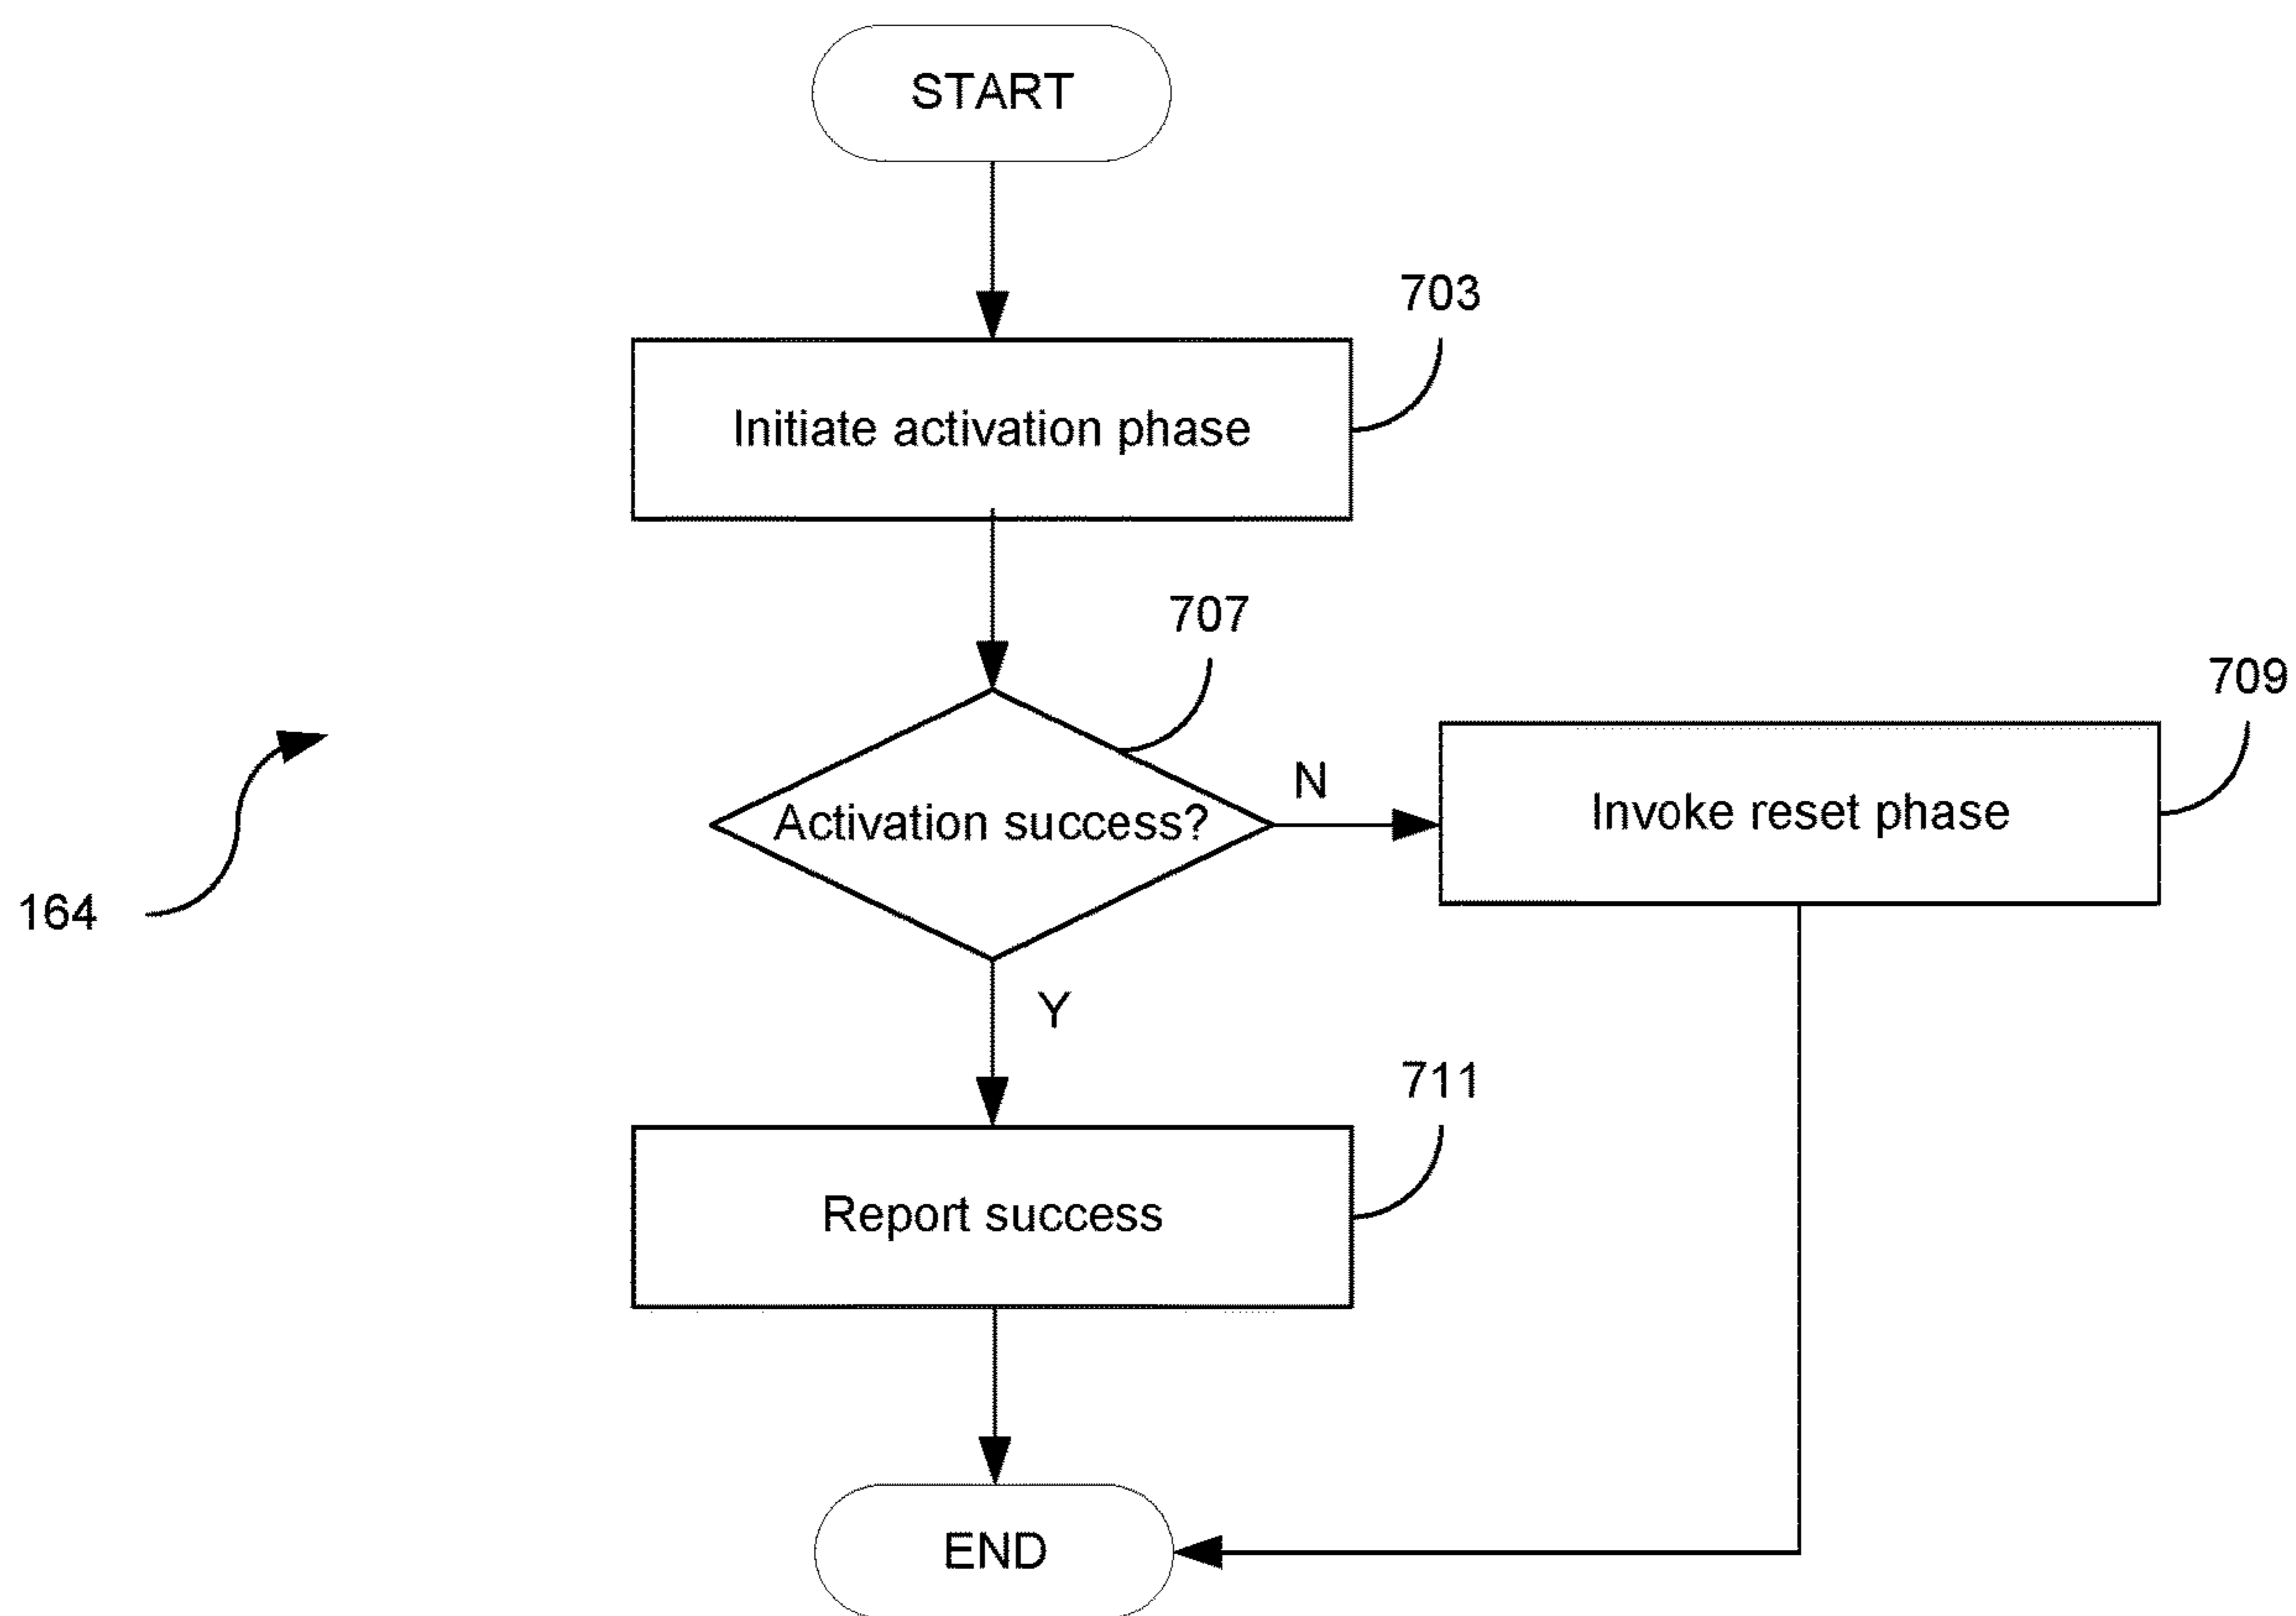 START
703
Initiate activation phase
707
709
N
Activation success?
Invoke reset phase
164
Y
711
Report success
END